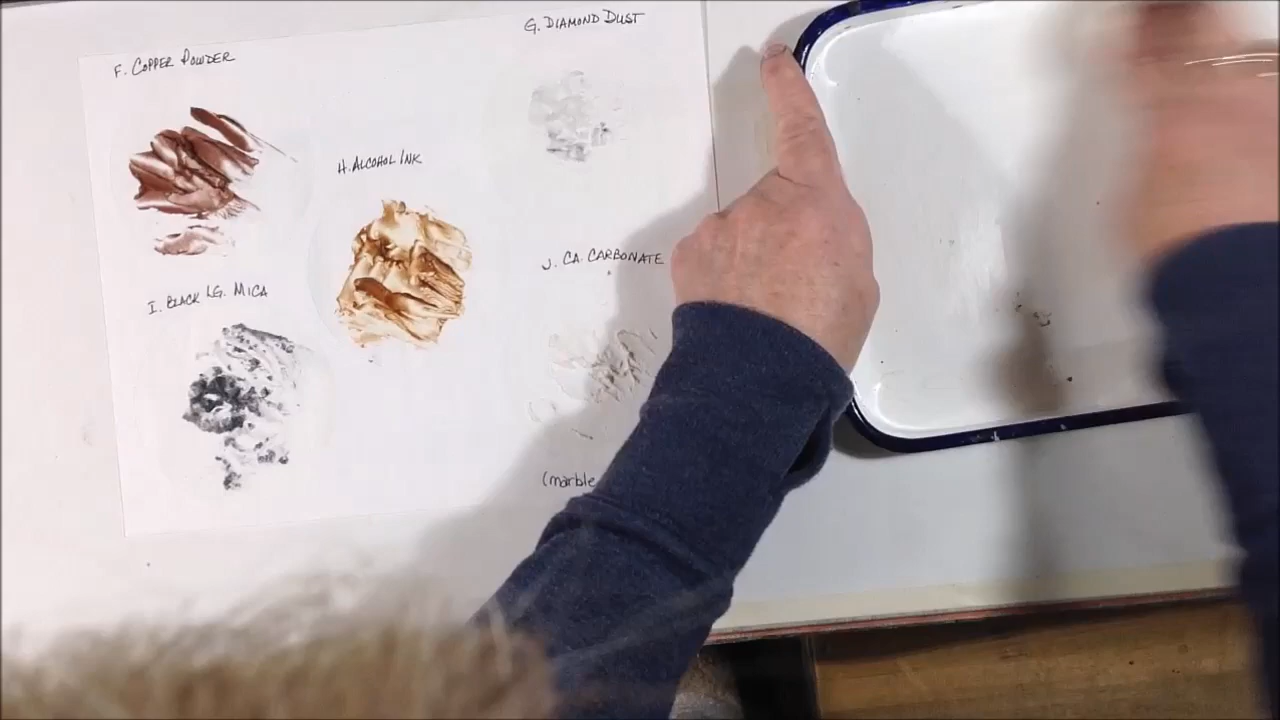 F. COPPER POWDER
G. DIAMOND DUST
H. ALCOHOL INK
I. BLACK LG. MICA
J. CA. CARBONATE
(marble